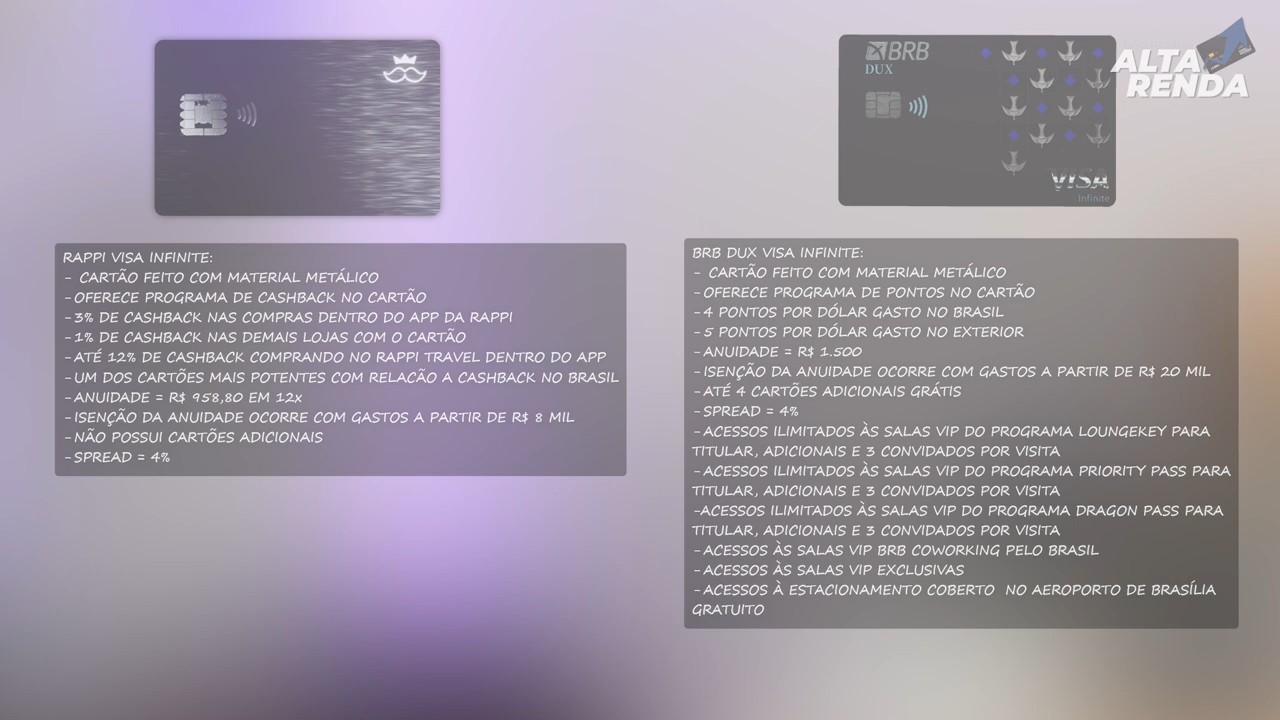 BRB
DUX
VISA
Infinite
ALTA
RENDA
RAPPI VISA INFINITE:
- CARTÃO FEITO COM MATERIAL METÁLICO
-OFERECE PROGRAMA DE CASHBACK NO CARTÃO
-3% DE CASHBACK NAS COMPRAS DENTRO DO APP DA RAPPI
-1% DE CASHBACK NAS DEMAIS LOJAS COM O CARTÃO
-ATÉ 12% DE CASHBACK COMPRANDO NO RAPPI TRAVEL DENTRO DO APP
-UM DOS CARTÕES MAIS POTENTES COM RELACÃO A CASHBACK NO BRASIL
-ANUIDADE = R$ 958,80 EM 12x
-ISENÇÃO DA ANUIDADE OCORRE COM GASTOS A PARTIR DE R$ 8 MIL
-NÃO POSSUI CARTÕES ADICIONAIS
-SPREAD = 4%
BRB DUX VISA INFINITE:
- CARTÃO FEITO COM MATERIAL METÁLICO
-OFERECE PROGRAMA DE PONTOS NO CARTÃO
-4 PONTOS POR DÓLAR GASTO NO BRASIL
-5 PONTOS POR DÓLAR GASTO NO EXTERIOR
-ANUIDADE = R$ 1.500
-ISENÇÃO DA ANUIDADE OCORRE COM GASTOS A PARTIR DE R$ 20 MIL
-ATÉ 4 CARTÕES ADICIONAIS GRÁTIS
-SPREAD = 4%
-ACESSOS ILIMITADOS ÀS SALAS VIP DO PROGRAMA LOUNGEKEY PARA
TITULAR, ADICIONAIS E 3 CONVIDADOS POR VISITA
-ACESSOS ILIMITADOS ÀS SALAS VIP DO PROGRAMA PRIORITY PASS PARA
TITULAR, ADICIONAIS E 3 CONVIDADOS POR VISITA
-ACESSOS ILIMITADOS ÀS SALAS VIP DO PROGRAMA DRAGON PASS PARA
TITULAR, ADICIONAIS E 3 CONVIDADOS POR VISITA
-ACESSOS ÀS SALAS VIP BRB COWORKING PELO BRASIL
-ACESSOS ÀS SALAS VIP EXCLUSIVAS
-ACESSOS À ESTACIONAMENTO COBERTO NO AEROPORTO DE BRASÍLIA
GRATUITO